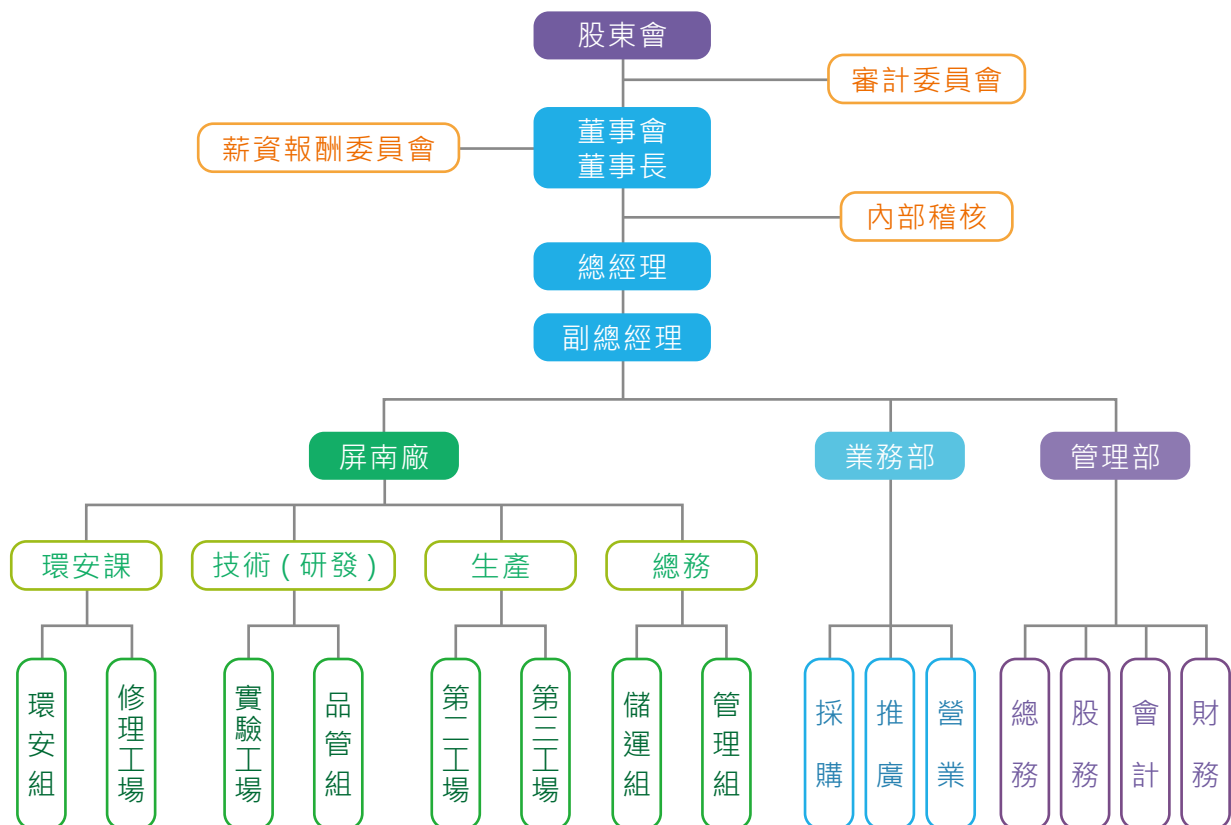 股東會
審計委員會
董事會
董事長
薪資報酬委員會
內部稽核
總經理
副總經理
屏南廠
業務部
管理部
環安課
技術(研發)
生產
總務
環安組
修理工場
實驗工場
品管組
第二工場
第三工場
儲運組
管理組
採購
推廣
營業
總務
股務
會計
財務